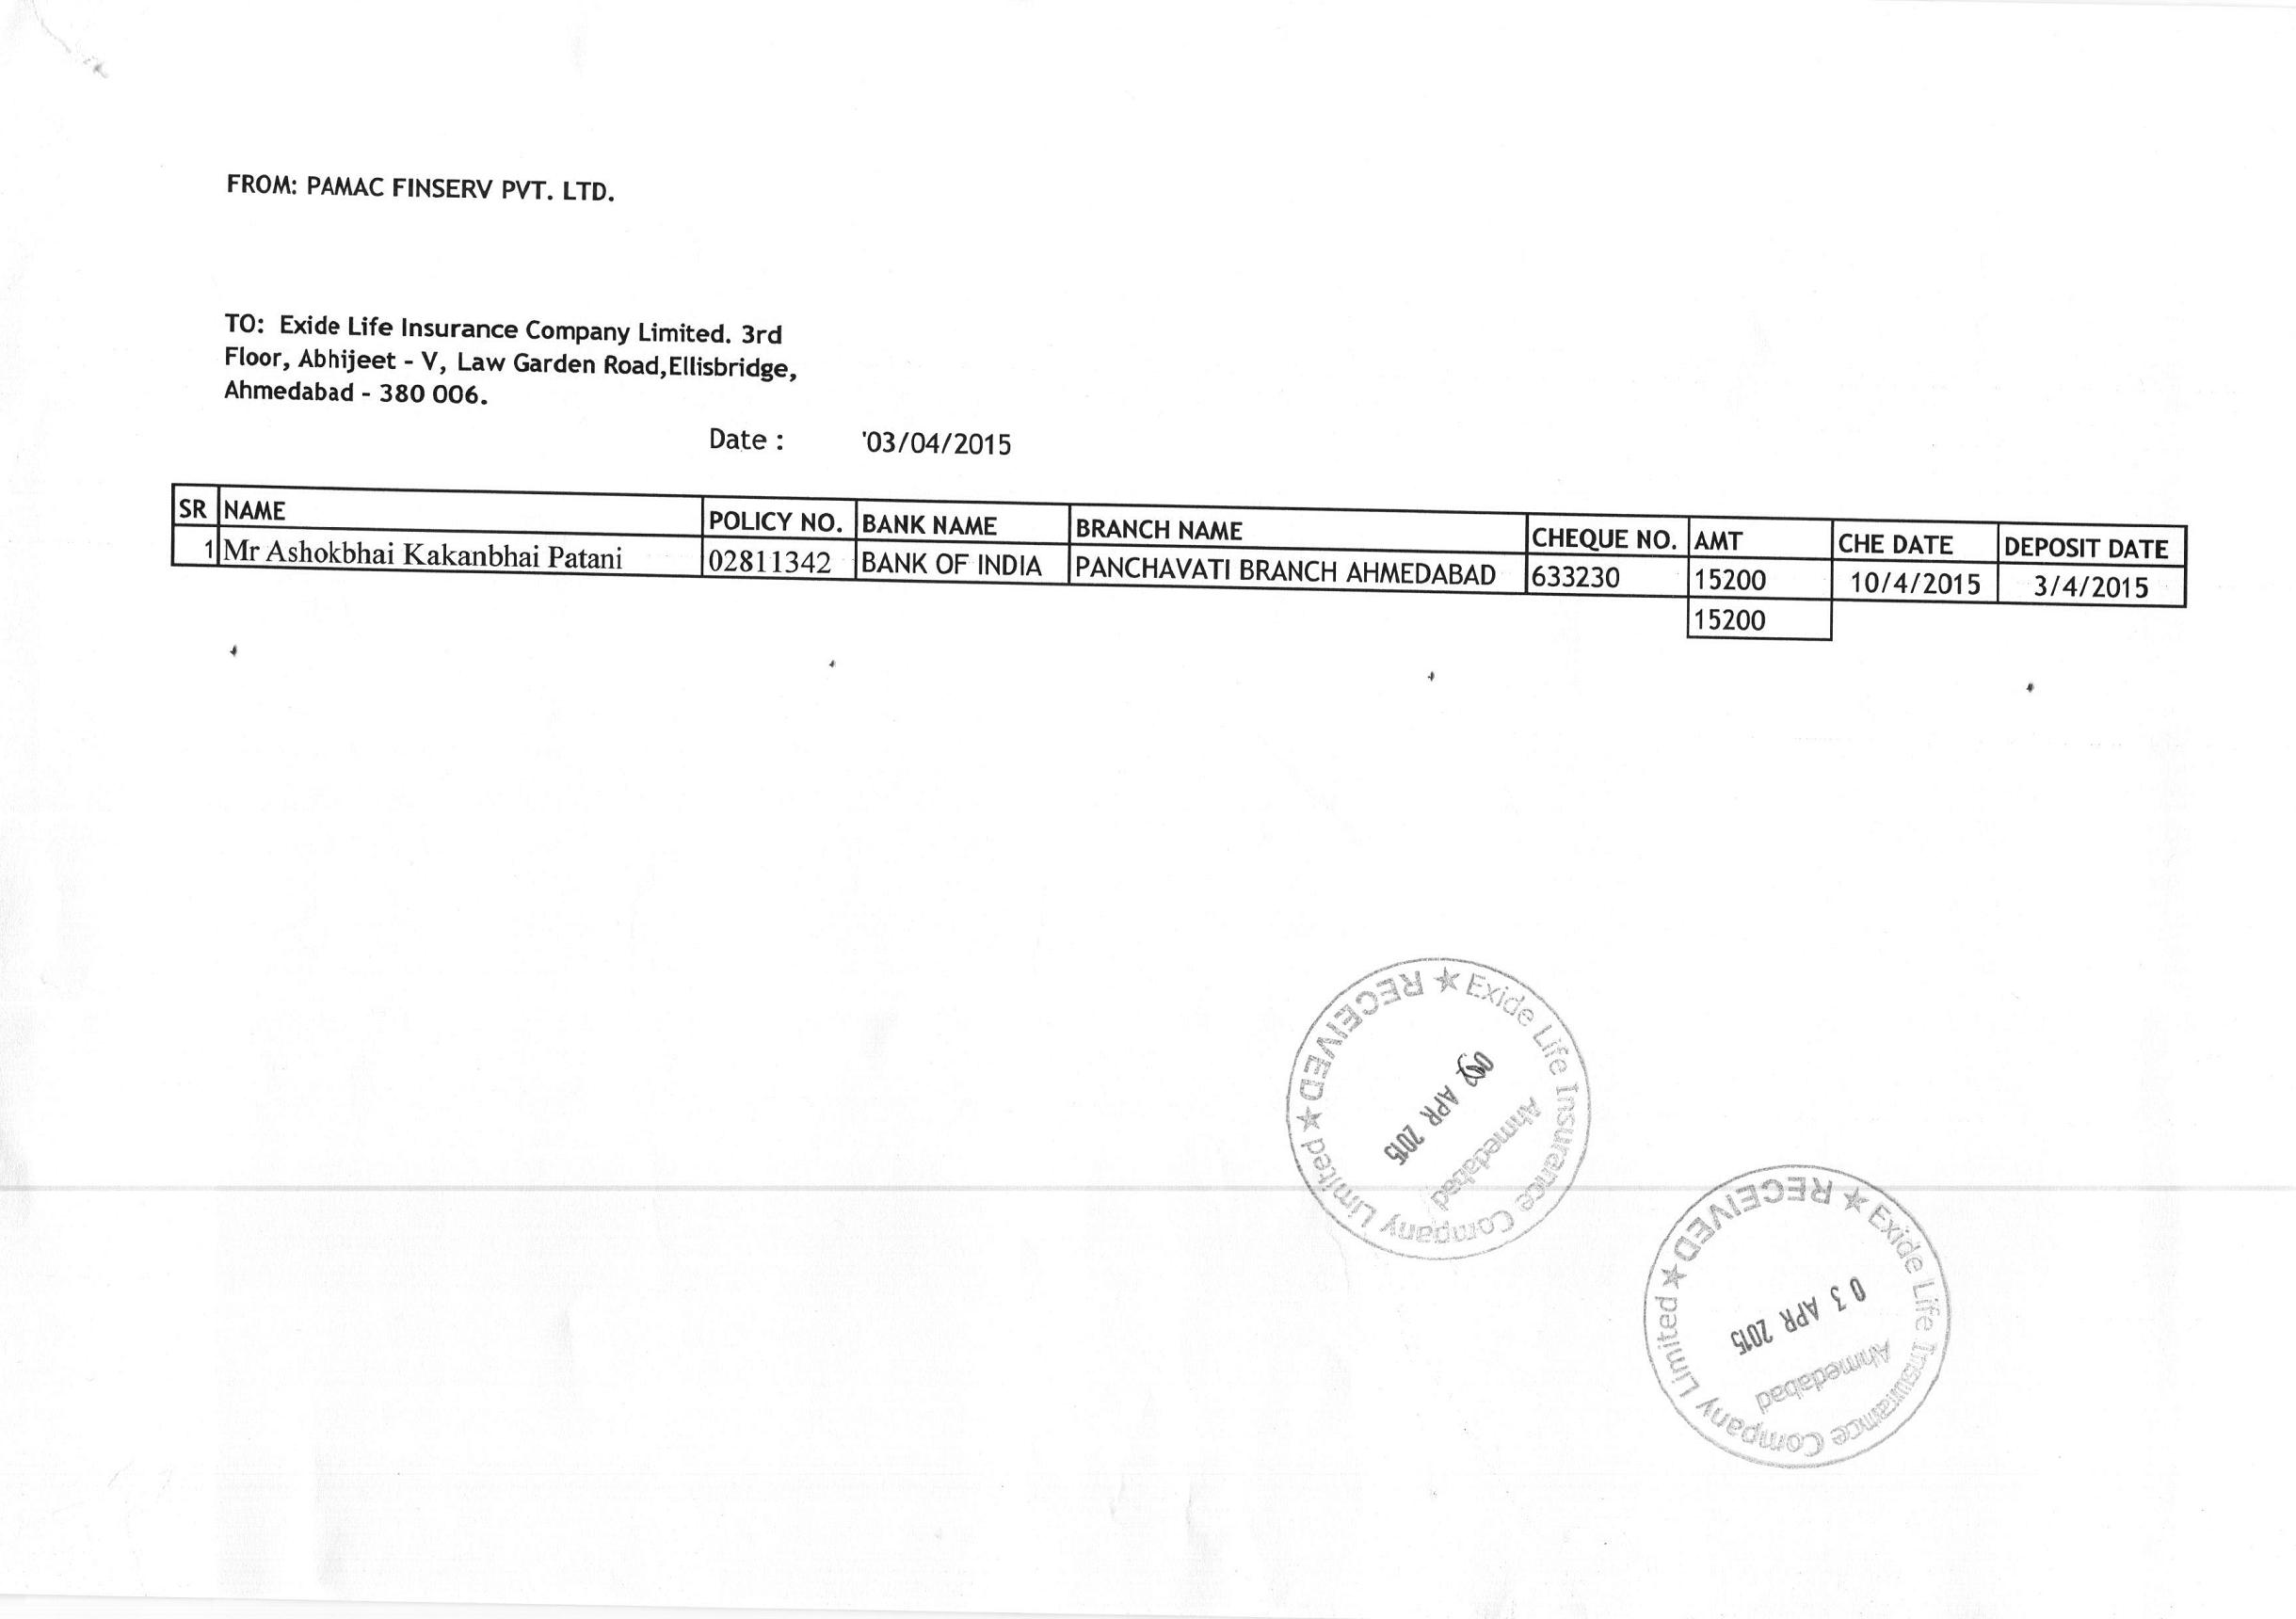 FROM: PAMAC FINSERV PVT. LTD.
TO: Exide Life Insurance Company Limited. 3rd
Floor, Abhijeet - V, Law Garden Road,Ellisbridge,
Ahmedabad - 380 006.
Date : '03/04/2015
SR NAME POLICY NO. BANK NAME BRANCH NAME CHEQUE NO. AMT CHE DATE DEPOSIT DATE
1 Mr Ashokbhai Kakanbhai Patani 02811342 BANK OF INDIA PANCHAVATI BRANCH AHMEDABAD 633230 15200 10/4/2015 3/4/2015
15200
★ Exide Life Insurance Company Limited ★ RECEIVED
APR 2015
Ahmedabad
★ Exide Life Insurance Company Limited ★ RECEIVED
03 APR 2015
Ahmedabad